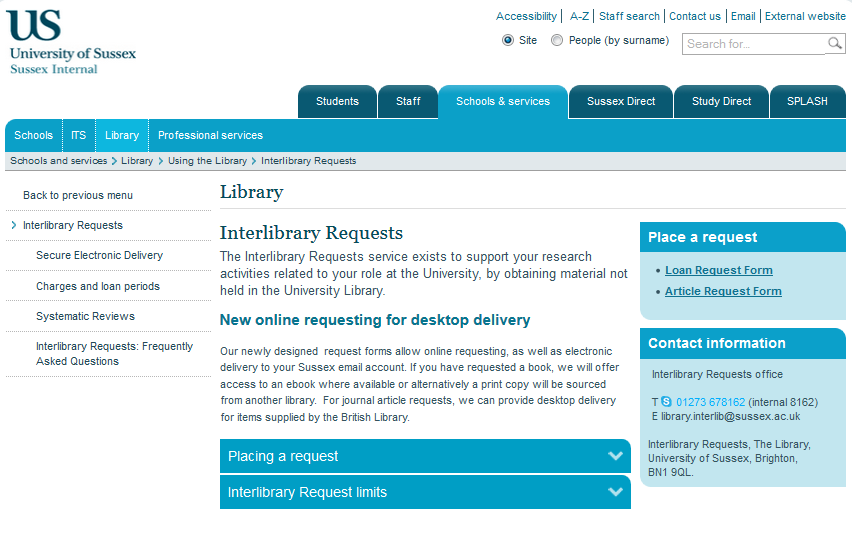 US
University of Sussex
Sussex Internal
Accessibility | A-Z | Staff search | Contact us | Email | External website
Site People (by surname) Search for...
Students Staff Schools & services Sussex Direct Study Direct SPLASH
Schools ITS Library Professional services
Schools and services > Library > Using the Library > Interlibrary Requests
Back to previous menu
Interlibrary Requests
Secure Electronic Delivery
Charges and loan periods
Systematic Reviews
Interlibrary Requests: Frequently
Asked Questions
Library
Interlibrary Requests
The Interlibrary Requests service exists to support your research
activities related to your role at the University, by obtaining material not
held in the University Library.
New online requesting for desktop delivery
Our newly designed request forms allow online requesting, as well as electronic
delivery to your Sussex email account. If you have requested a book, we will offer
access to an ebook where available or alternatively a print copy will be sourced
from another library. For journal article requests, we can provide desktop delivery
for items supplied by the British Library.
Placing a request
Interlibrary Request limits
Place a request
• Loan Request Form
• Article Request Form
Contact information
Interlibrary Requests office
T 01273 678162 (internal 8162)
E library.interlib@sussex.ac.uk
Interlibrary Requests, The Library,
University of Sussex, Brighton,
BN1 9QL.